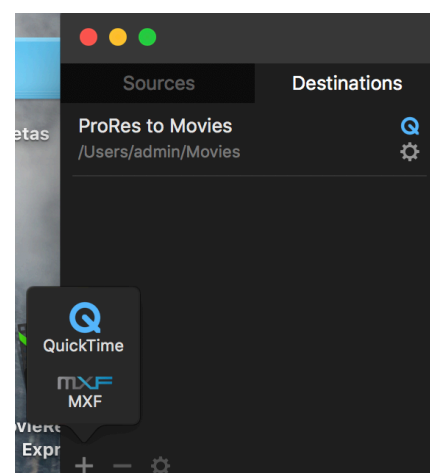 Sources
Destinations
etas
ProRes to Movies
/Users/admin/Movies
QuickTime
MXF
MXF
Expr